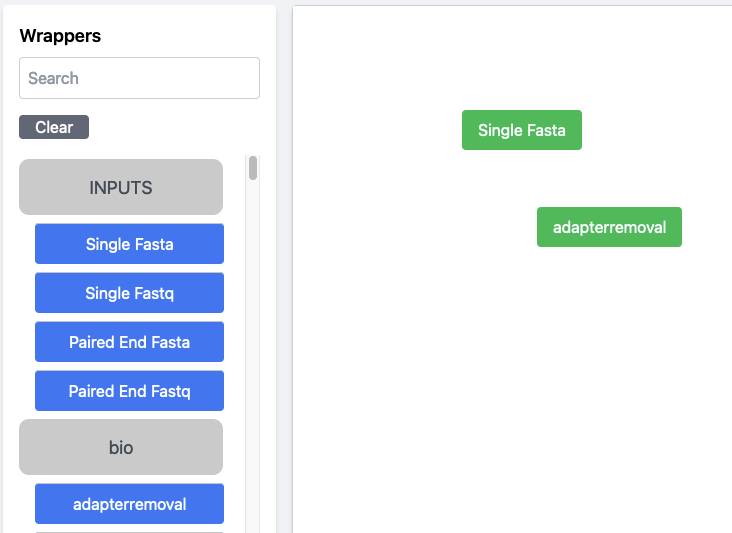 Wrappers
Search
Clear
INPUTS
Single Fasta
Single Fastq
Paired End Fasta
Paired End Fastq
bio
adapterremoval
Single Fasta
adapterremoval